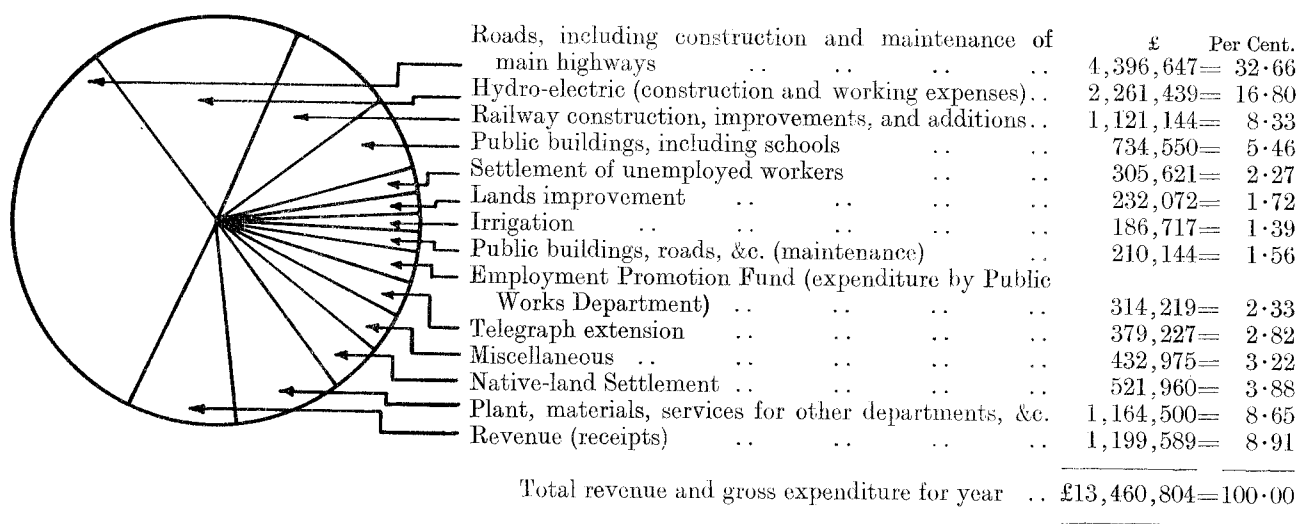 £ Per Cent.
Roads, including construction and maintenance of
main highways .. .. .. .. 4,396,647= 32·66
Hydro-electric (construction and working expenses).. 2,261,439= 16·80
Railway construction, improvements, and additions.. 1,121,144= 8·33
Public buildings, including schools .. .. 734,550= 5·46
Settlement of unemployed workers .. .. 305,621= 2·27
Lands improvement .. .. .. .. 232,072= 1·72
Irrigation .. .. .. .. .. 186,717= 1·39
Public buildings, roads, &c. (maintenance) .. 210,144= 1·56
Employment Promotion Fund (expenditure by Public
Works Department) .. .. .. .. 314,219= 2·33
Telegraph extension .. .. .. .. 379,227= 2·82
Miscellaneous .. .. .. .. .. 432,975= 3·22
Native-land Settlement .. .. .. .. 521,960= 3·88
Plant, materials, services for other departments, &c. 1,164,500= 8·65
Revenue (receipts) .. .. .. .. 1,199,589= 8·91
Total revenue and gross expenditure for year .. £13,460,804=100·00